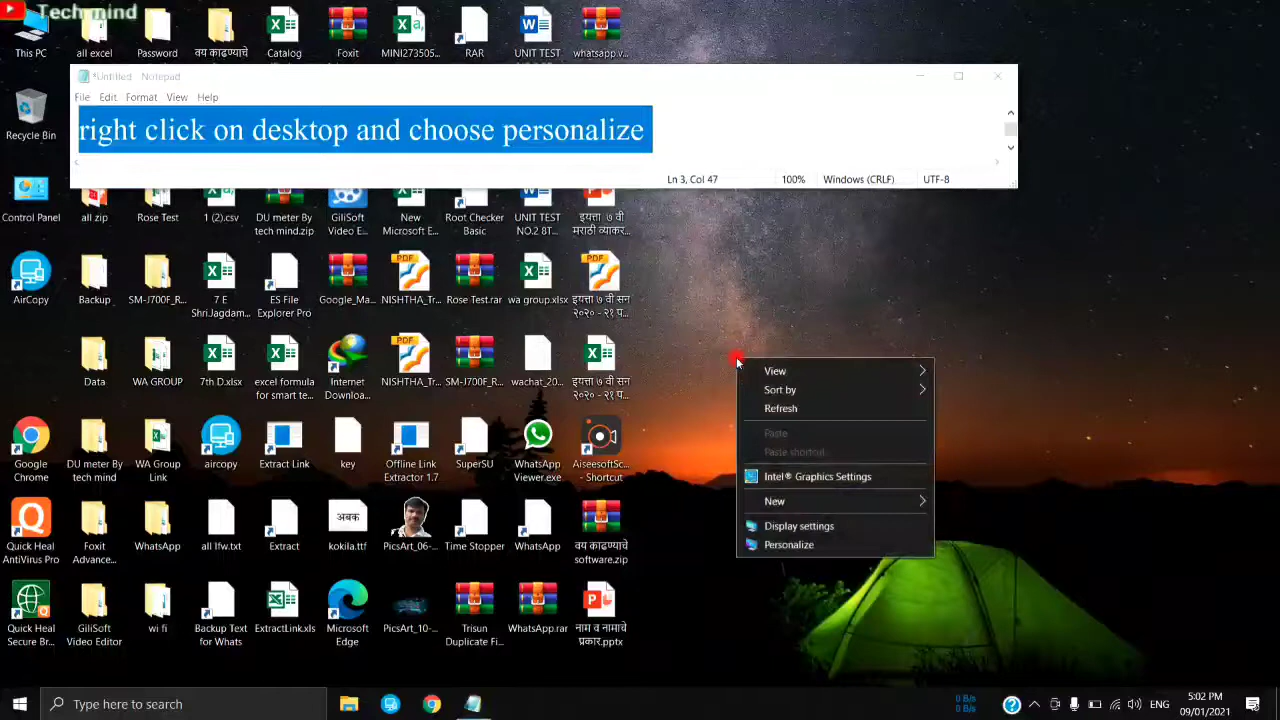 Tech mind
This PC
all excel
Password
वय काढण्याचे
Catalog
Foxit
MINI273505...
RAR
UNIT TEST
whatsapp.v...
*Untitled - Notepad
File Edit Format View Help
right click on desktop and choose personalize
Ln 3, Col 47
100%
Windows (CRLF)
UTF-8
Recycle Bin
Control Panel
all zip
Rose Test
1 (2).csv
DU meter By
tech mind.zip
GiliSoft
Video E...
New
Microsoft E...
Root Checker
Basic
UNIT TEST
NO.2 8T...
इयत्ता ७ वी
मराठी व्याकर...
AirCopy
Backup
SM-J700F_R...
7 E
Shri.Jagdam...
ES File
Explorer Pro
Google_Ma...
NISHTHA_Tr...
Rose Test.rar
wa group.xlsx
इयत्ता ७ वी सन
२०२० - २१ प...
Data
WA GROUP
7th D.xlsx
excel formula
for smart te...
Internet
Downloa...
NISHTHA_Tr...
SM-J700F_R...
wachat_20...
इयत्ता ७ वी सन
२०२० - २१ प...
Google
Chrome
DU meter By
tech mind
WA Group
Link
aircopy
Extract Link
key
Offline Link
Extractor 1.7
SuperSU
WhatsApp
Viewer.exe
AiseesoftSc...
- Shortcut
Quick Heal
AntiVirus Pro
Foxit
Advance...
WhatsApp
all lfw.txt
Extract
अबक
kokila.ttf
PicsArt_06-...
Time Stopper
WhatsApp
वय काढण्याचे
software.zip
Quick Heal
Secure Br...
GiliSoft
Video Editor
wi fi
Backup Text
for Whats
ExtractLink.xls
Microsoft
Edge
PicsArt_10-...
Trisun
Duplicate Fi...
WhatsApp.rar
नाम व नामाचे
प्रकार.pptx
View
Sort by
Refresh
Paste
Paste shortcut
Intel® Graphics Settings
New
Display settings
Personalize
Type here to search
0 B/s
0 B/s
ENG
5:02 PM
09/01/2021